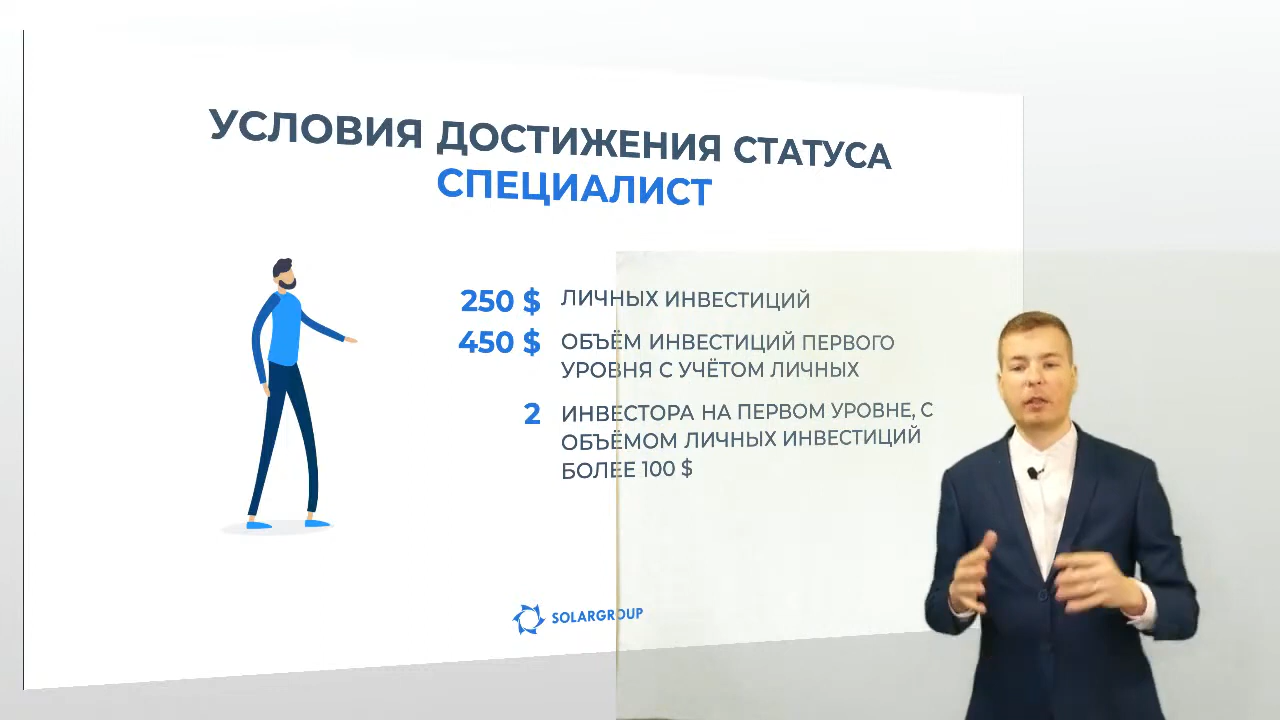 УСЛОВИЯ ДОСТИЖЕНИЯ СТАТУСА
СПЕЦИАЛИСТ
250 $ ЛИЧНЫХ ИНВЕСТИЦИЙ
450 $ ОБЪЁМ ИНВЕСТИЦИЙ ПЕРВОГО
УРОВНЯ С УЧЁТОМ ЛИЧНЫХ
2 ИНВЕСТОРА НА ПЕРВОМ УРОВНЕ, С
ОБЪЁМОМ ЛИЧНЫХ ИНВЕСТИЦИЙ
БОЛЕЕ 100 $
SOLARGROUP